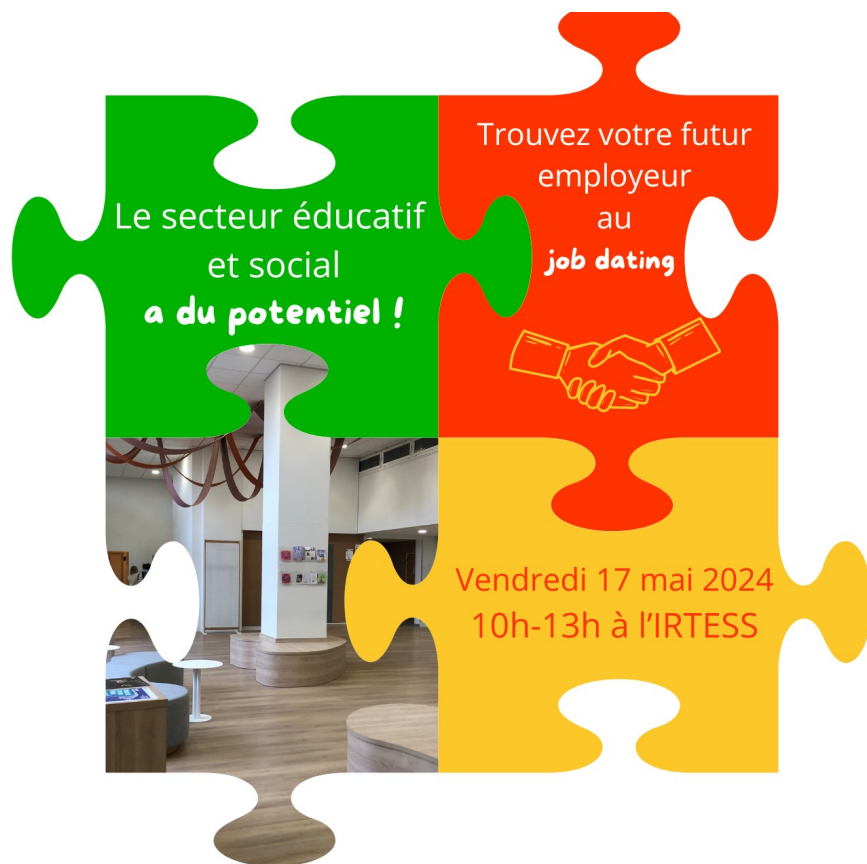 Le secteur éducatif
et social
a du potentiel !
Trouvez votre futur
employeur
au
job dating
Vendredi 17 mai 2024
10h-13h à l'IRTESS